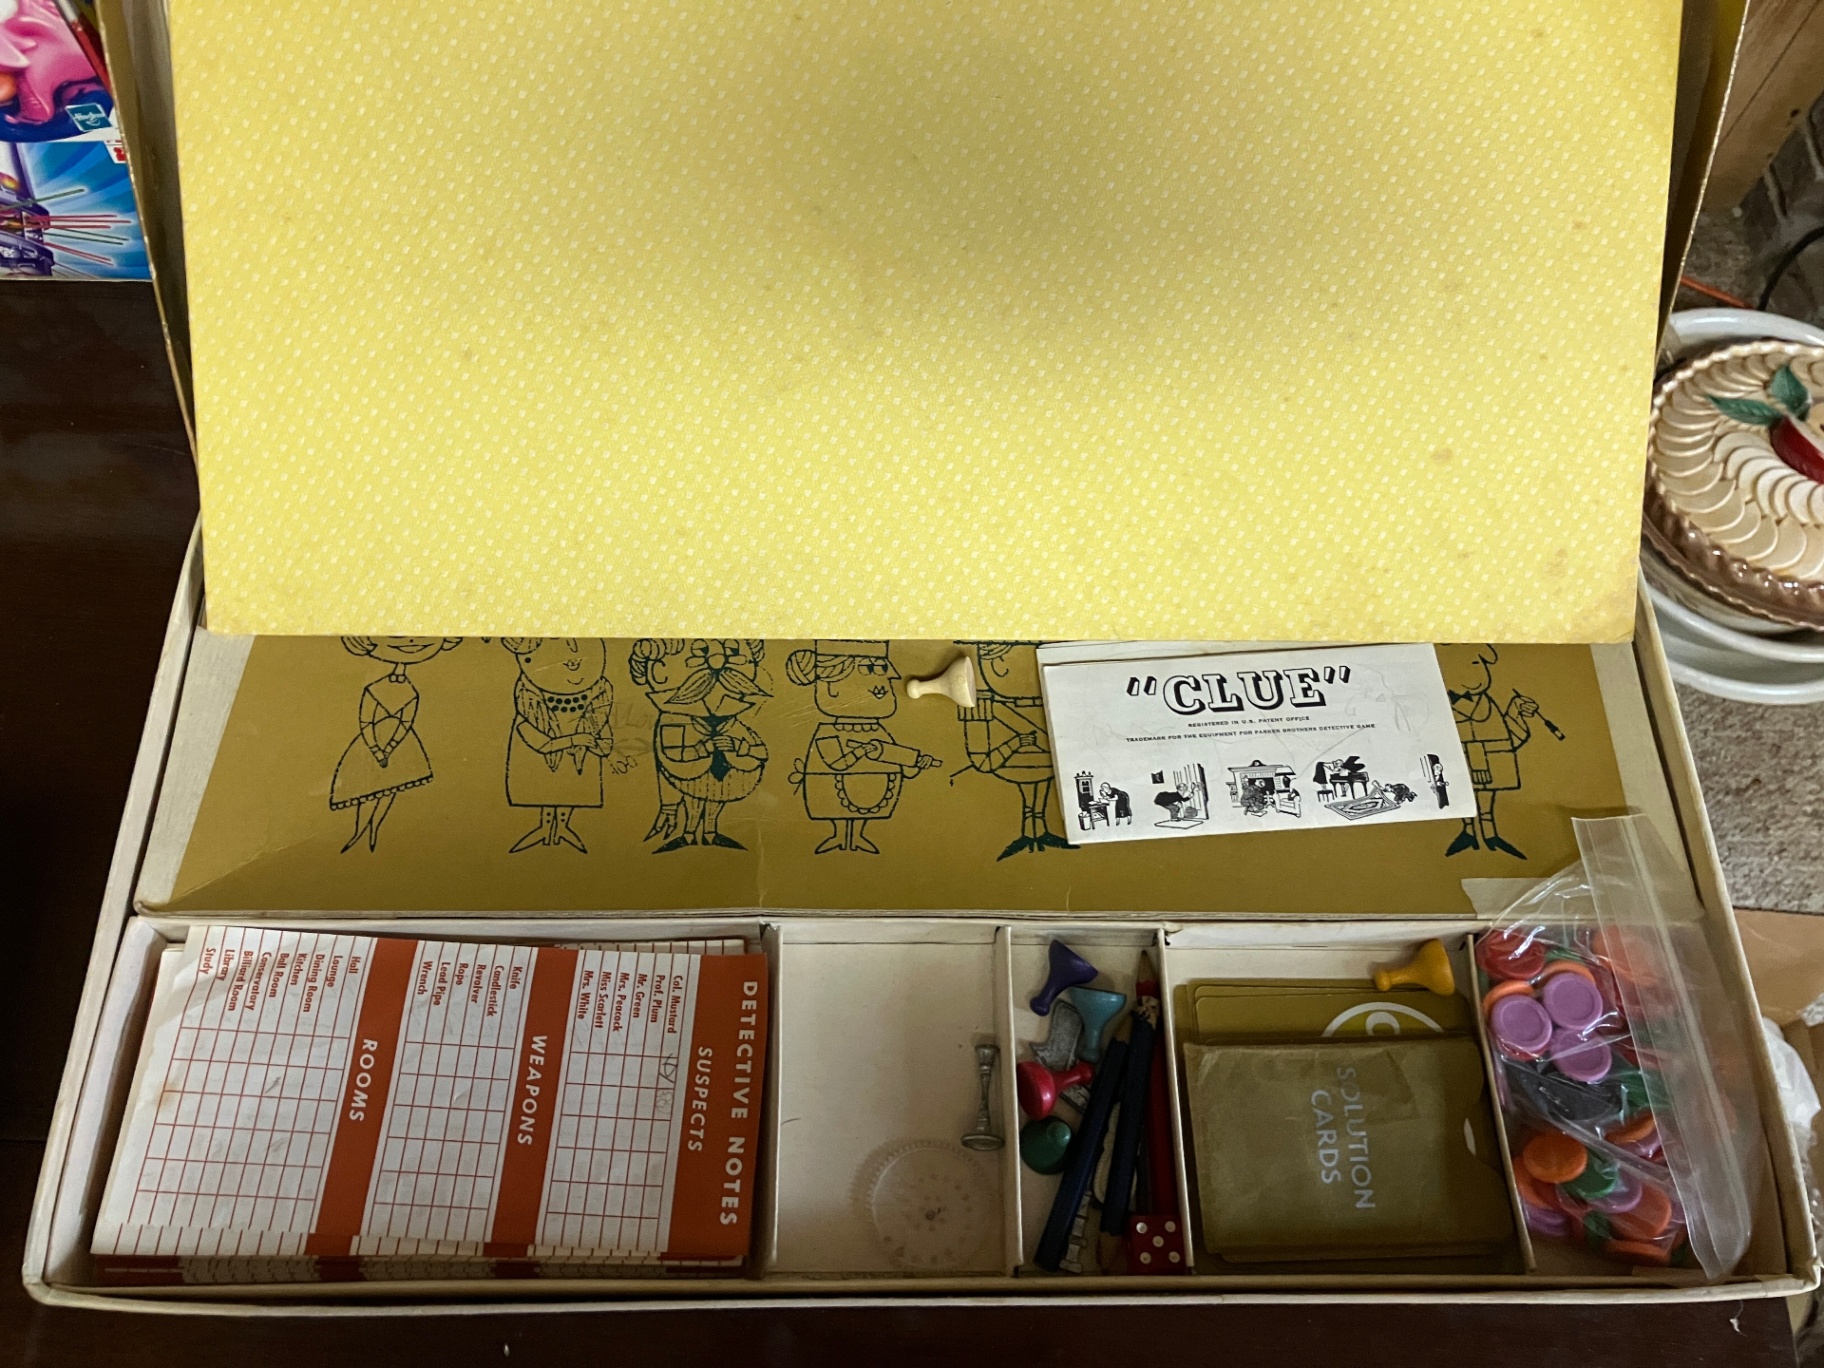 "CLUE"
REGISTERED IN U.S. PATENT OFFICE
TRADEMARK FOR THE EQUIPMENT FOR PARKER BROTHERS DETECTIVE GAME
DETECTIVE NOTES
SUSPECTS
Col. Mustard
Prof. Plum
Mr. Green
Mrs. Peacock
Miss Scarlett
Mrs. White
WEAPONS
Knife
Candlestick
Revolver
Rope
Lead Pipe
Wrench
ROOMS
Hall
Lounge
Dining Room
Kitchen
Ball Room
Conservatory
Billiard Room
Library
Study
SOLUTION
CARDS